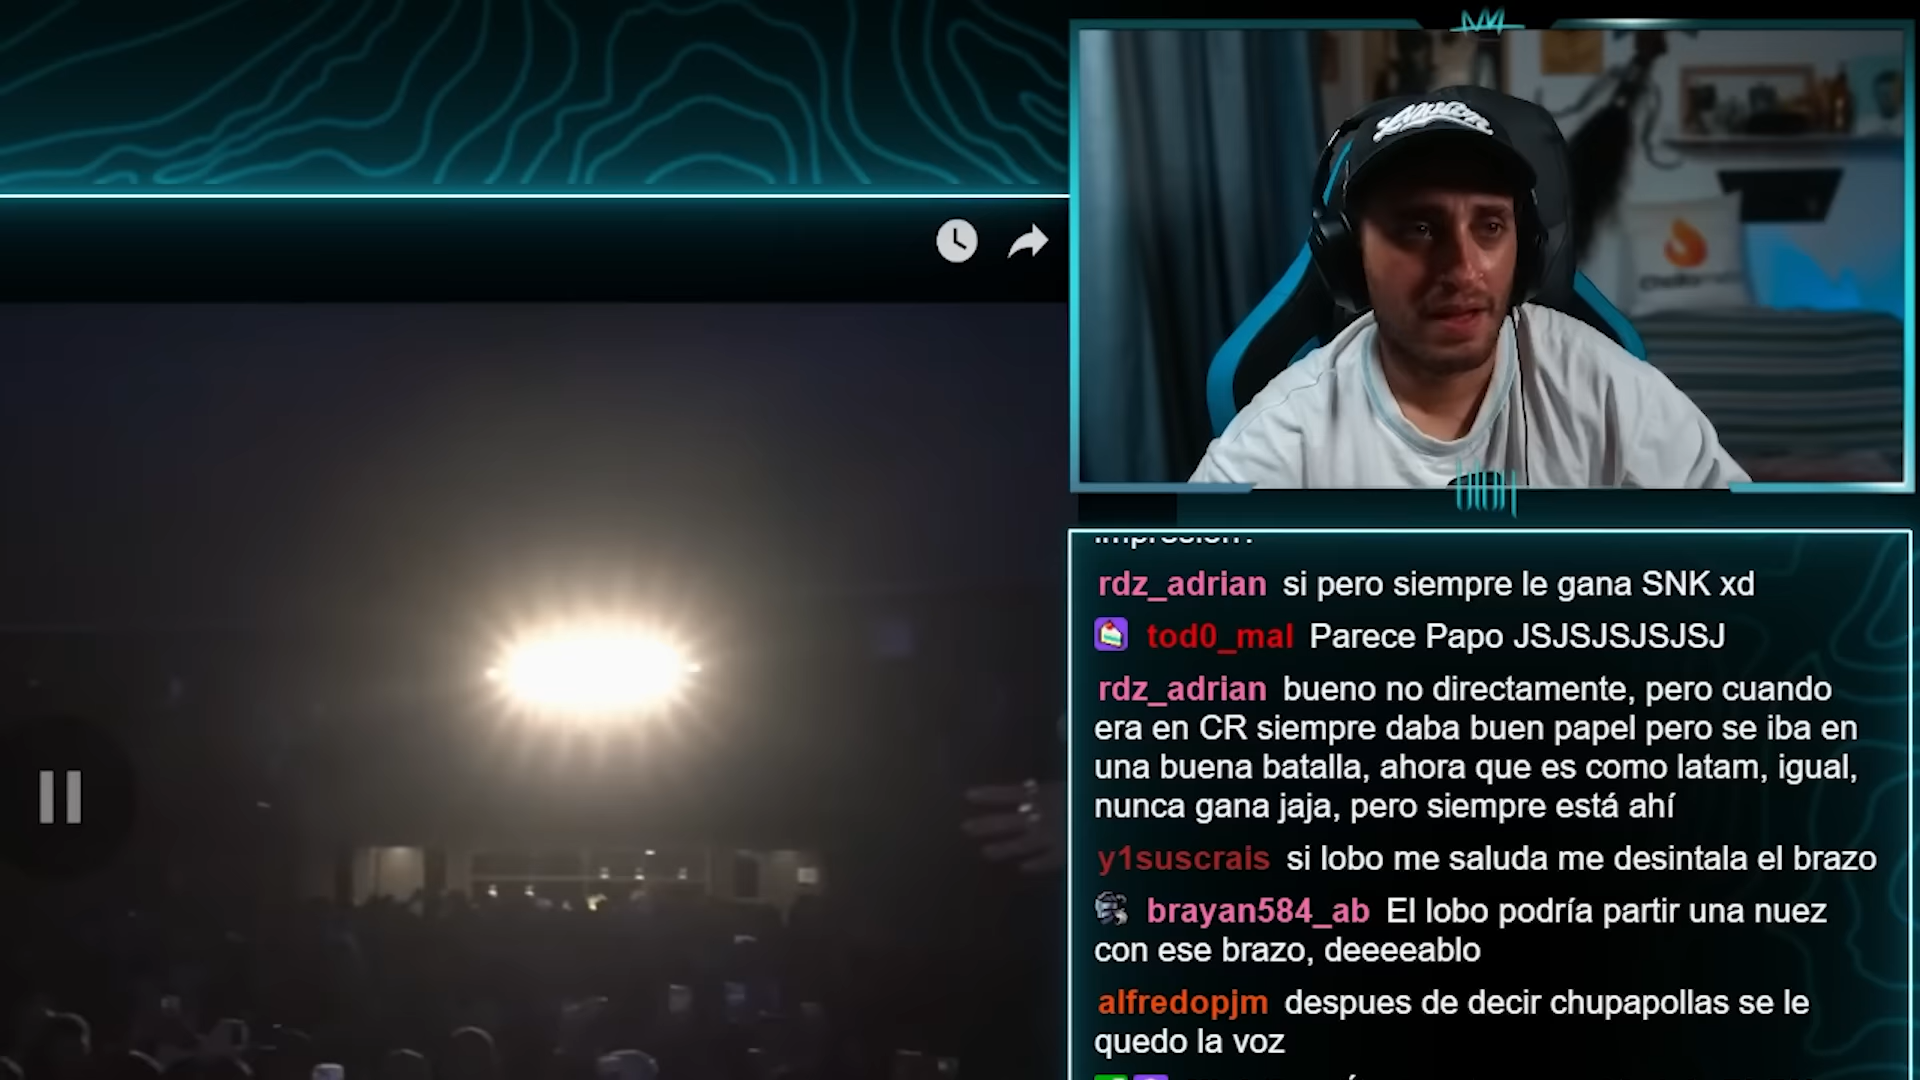 impresión?
rdz_adrian si pero siempre le gana SNK xd
tod0_mal Parece Papo JSJSJSJSJSJ
rdz_adrian bueno no directamente, pero cuando
era en CR siempre daba buen papel pero se iba en
una buena batalla, ahora que es como latam, igual,
nunca gana jaja, pero siempre está ahí
y1suscrais si lobo me saluda me desintala el brazo
brayan584_ab El lobo podría partir una nuez
con ese brazo, deeeeablo
alfredopjm despues de decir chupapollas se le
quedo la voz